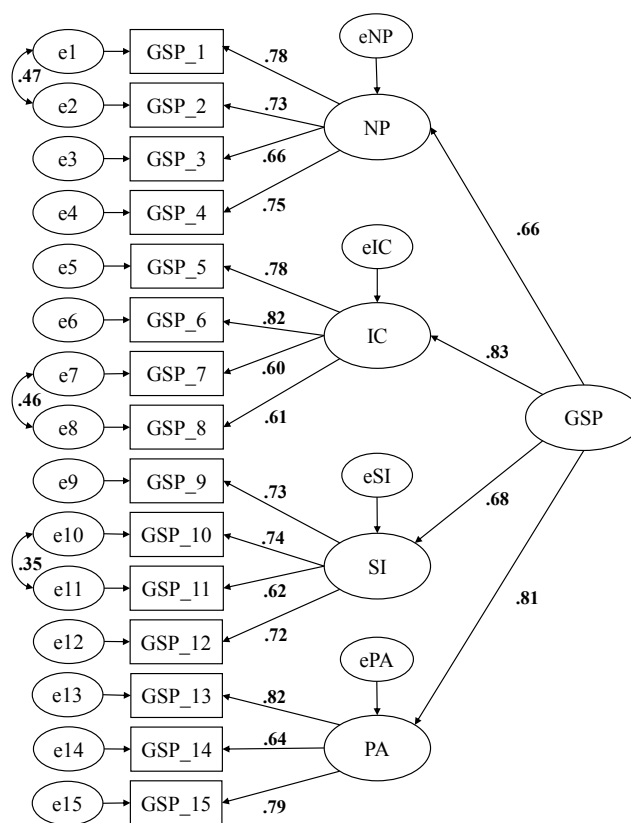 eNP
e1
GSP_1
.78
.47
e2
GSP_2
.73
NP
e3
GSP_3
.66
e4
GSP_4
.75
.66
eIC
e5
GSP_5
.78
e6
GSP_6
.82
IC
.83
e7
GSP_7
.60
.46
e8
GSP_8
.61
GSP
eSI
e9
GSP_9
.73
.68
e10
GSP_10
.74
.35
SI
e11
GSP_11
.62
.81
e12
GSP_12
.72
ePA
e13
GSP_13
.82
e14
GSP_14
.64
PA
e15
GSP_15
.79